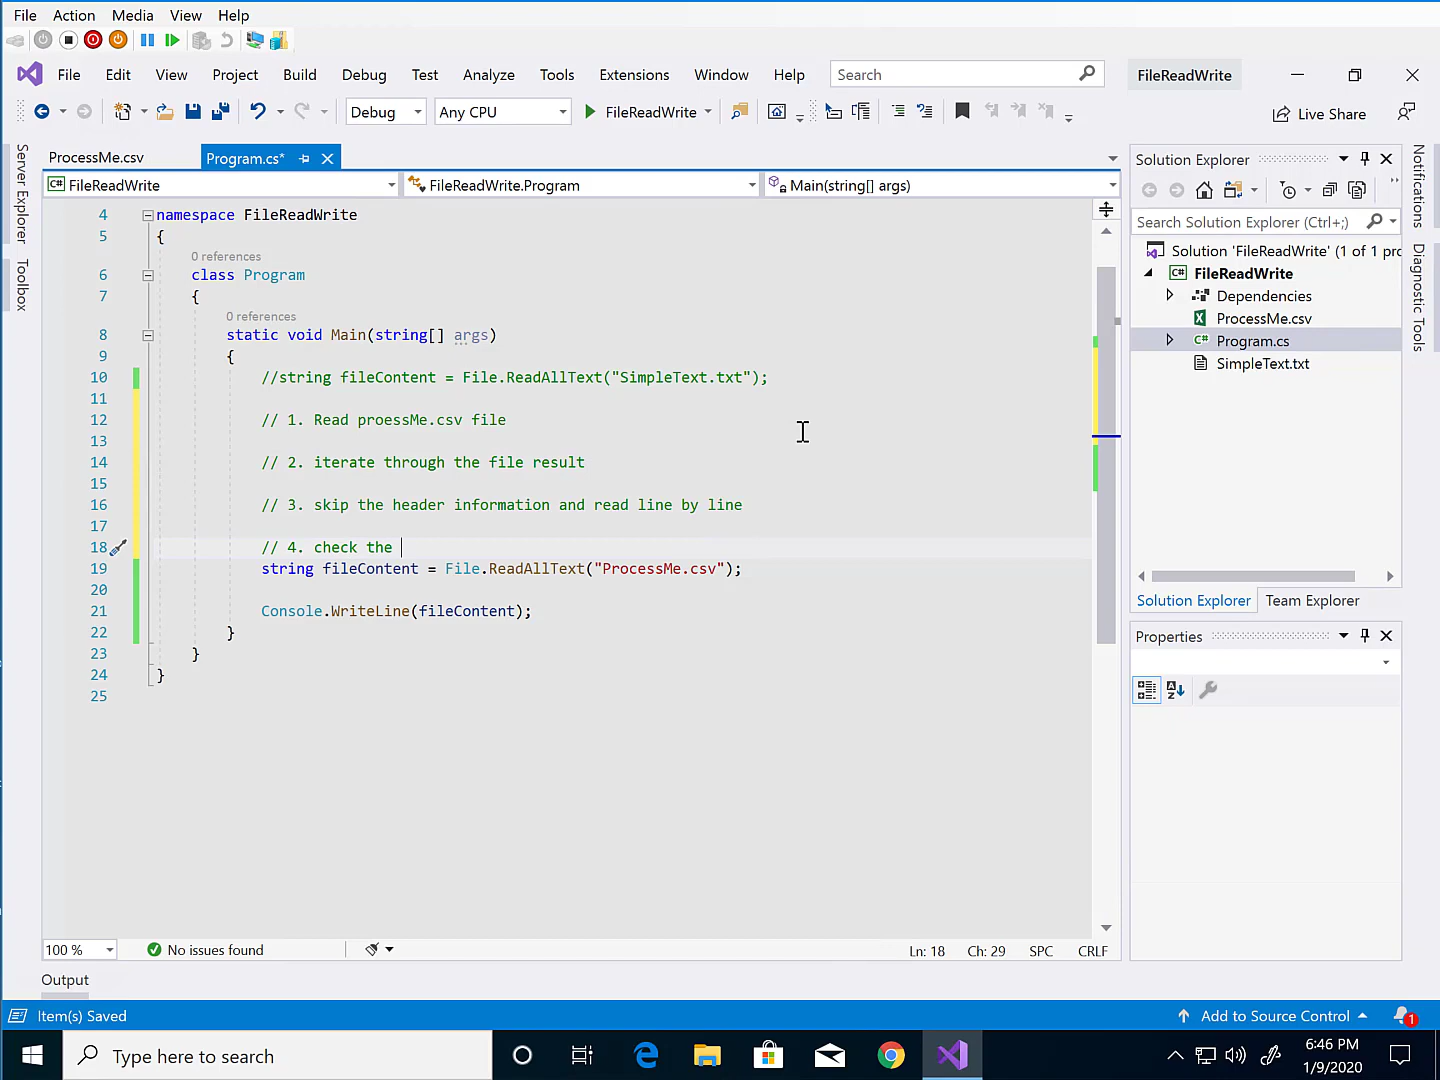 File Action Media View Help
File Edit View Project Build Debug Test Analyze Tools Extensions Window Help Search FileReadWrite
Debug Any CPU FileReadWrite Live Share
Server Explorer
Toolbox
ProcessMe.csv Program.cs*
C# FileReadWrite FileReadWrite.Program Main(string[] args)
4 namespace FileReadWrite
5 {
0 references
6 class Program
7 {
0 references
8 static void Main(string[] args)
9 {
10 //string fileContent = File.ReadAllText("SimpleText.txt");
11
12 // 1. Read proessMe.csv file
13
14 // 2. iterate through the file result
15
16 // 3. skip the header information and read line by line
17
18 // 4. check the
19 string fileContent = File.ReadAllText("ProcessMe.csv");
20
21 Console.WriteLine(fileContent);
22 }
23 }
24 }
25
100 % No issues found Ln: 18 Ch: 29 SPC CRLF
Output
Solution Explorer
Search Solution Explorer (Ctrl+;)
Solution 'FileReadWrite' (1 of 1 pro
C# FileReadWrite
Dependencies
ProcessMe.csv
C# Program.cs
SimpleText.txt
Solution Explorer Team Explorer
Properties
Notifications
Diagnostic Tools
Item(s) Saved Add to Source Control 1
Type here to search 6:46 PM
1/9/2020